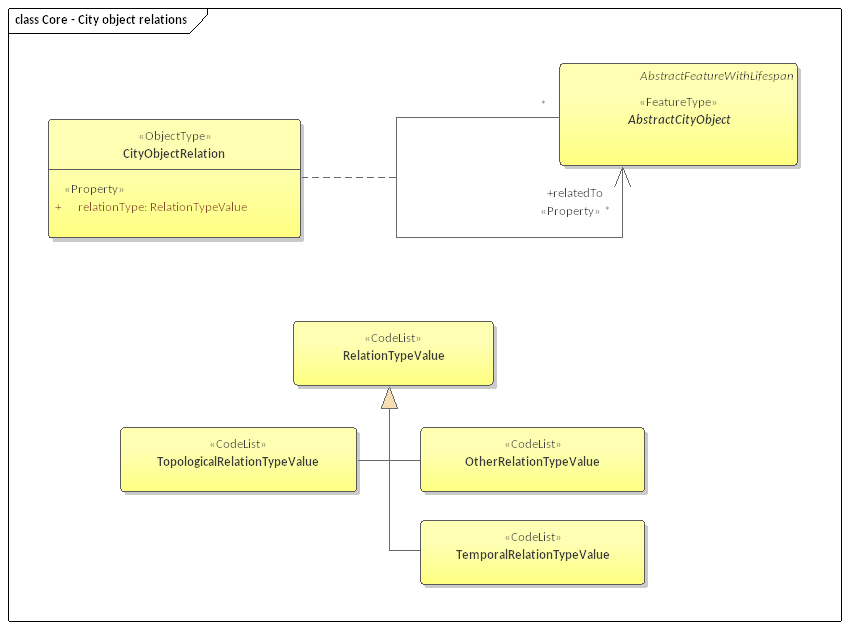 class Core - City object relations
AbstractFeatureWithLifespan
«FeatureType»
AbstractCityObject
*
«ObjectType»
CityObjectRelation
«Property»
+ relationType: RelationTypeValue
+relatedTo
«Property» *
«CodeList»
RelationTypeValue
«CodeList»
TopologicalRelationTypeValue
«CodeList»
OtherRelationTypeValue
«CodeList»
TemporalRelationTypeValue